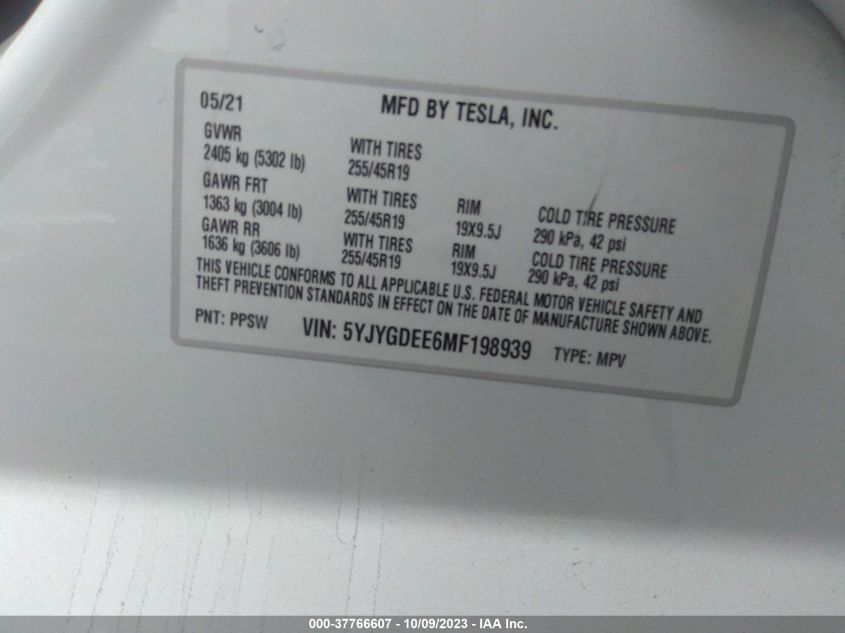 05/21 MFD BY TESLA, INC.
GVWR
2405 kg (5302 lb) WITH TIRES
255/45R19
GAWR FRT
1363 kg (3004 lb) WITH TIRES
255/45R19 RIM
19X9.5J COLD TIRE PRESSURE
290 kPa, 42 psi
GAWR RR
1636 kg (3606 lb) WITH TIRES
255/45R19 RIM
19X9.5J COLD TIRE PRESSURE
290 kPa, 42 psi
THIS VEHICLE CONFORMS TO ALL APPLICABLE U.S. FEDERAL MOTOR VEHICLE SAFETY AND
THEFT PREVENTION STANDARDS IN EFFECT ON THE DATE OF MANUFACTURE SHOWN ABOVE.
PNT: PPSW VIN: 5YJYGDEE6MF198939 TYPE: MPV
000-37766607 - 10/09/2023 - IAA Inc.